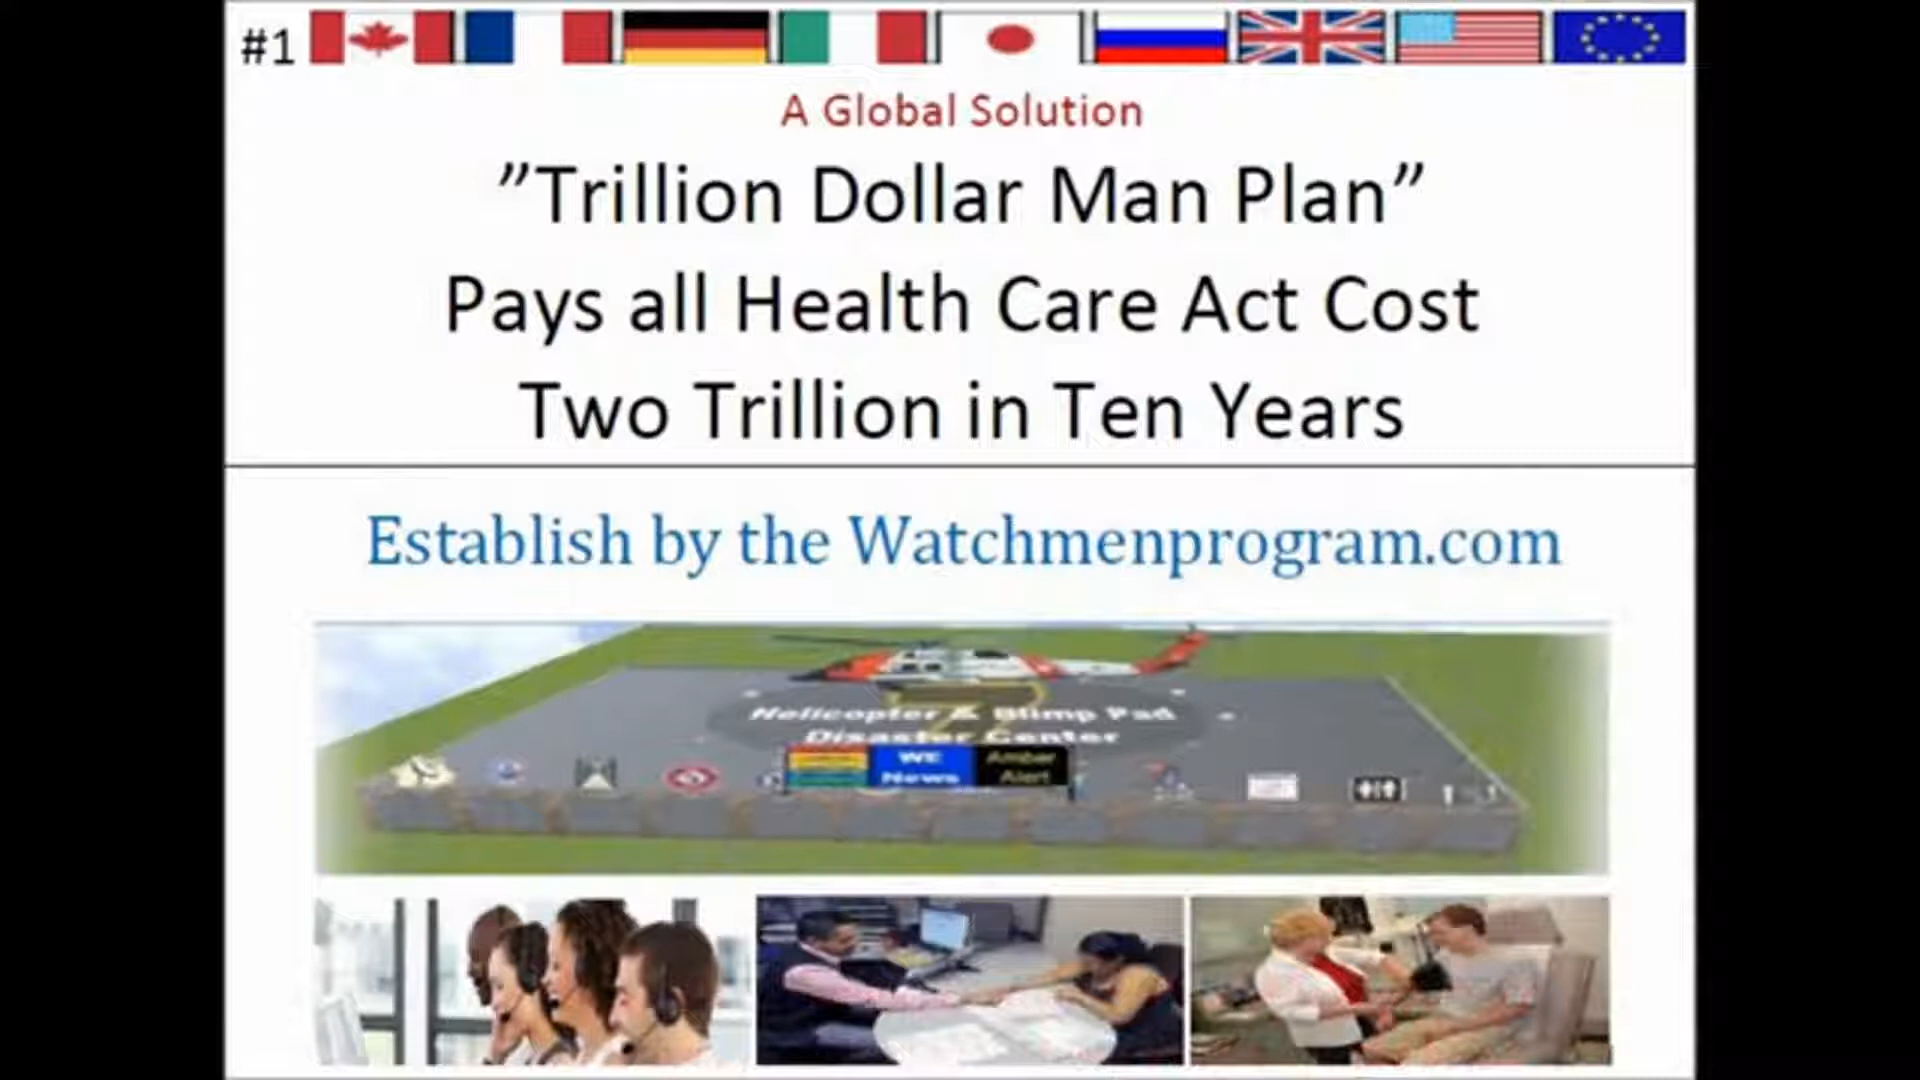 #1
A Global Solution
”Trillion Dollar Man Plan”
Pays all Health Care Act Cost
Two Trillion in Ten Years
Establish by the Watchmenprogram.com
Helicopter & Blimp Pad
Disaster Center
WE
News
Amber
Alert